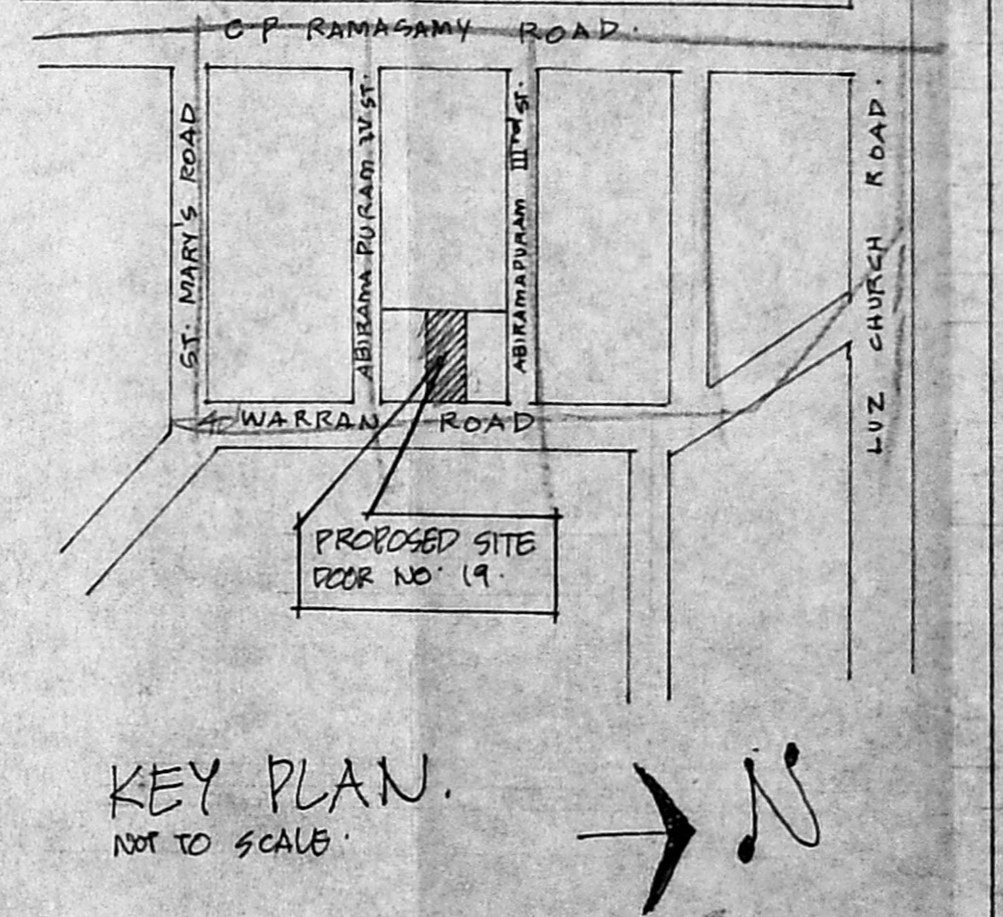 C P RAMASAMY ROAD.
ST. MARY'S ROAD
ABIRAMAPURAM IV ST.
ABIRAMAPURAM IIIrd ST.
LUZ CHURCH ROAD.
WARRAN ROAD
PROPOSED SITE
DOOR NO. 19.
KEY PLAN.
NOT TO SCALE.
N